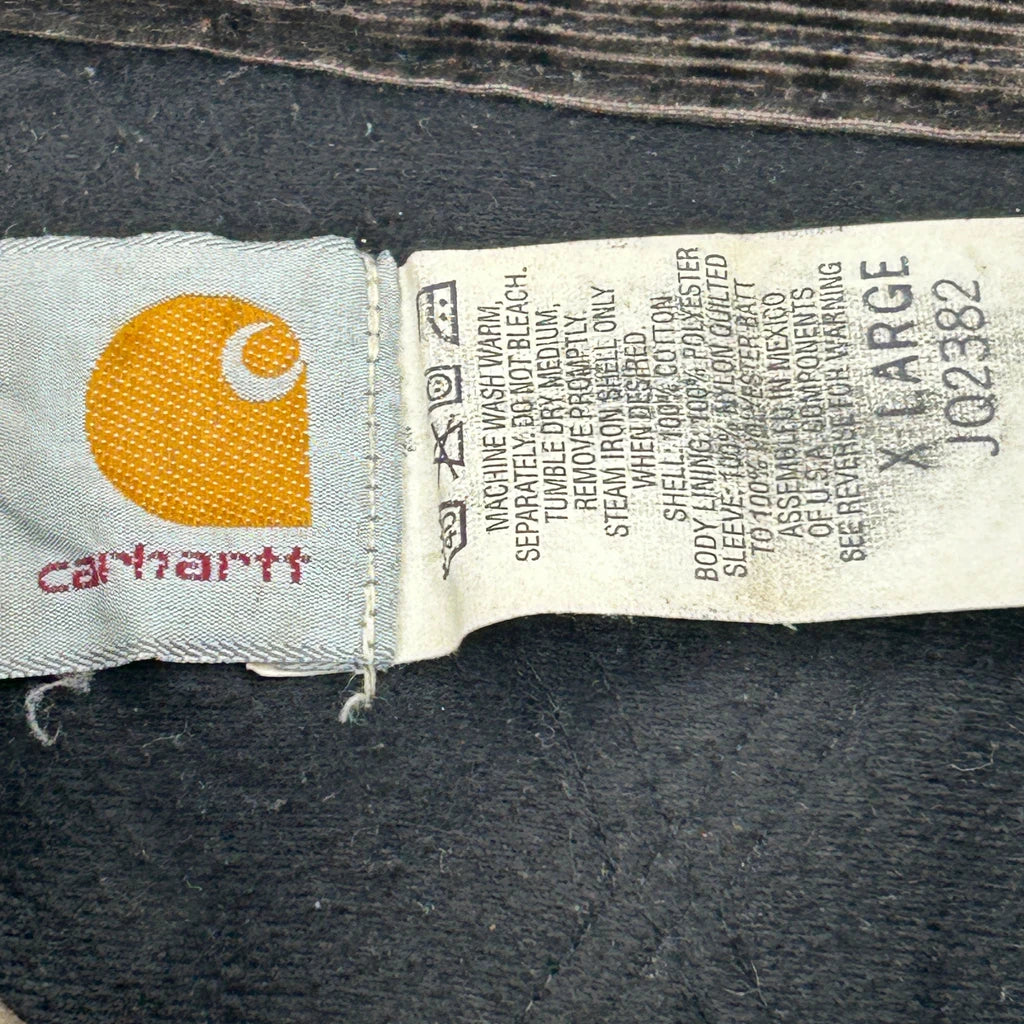 carhartt
MACHINE WASH WARM,
SEPARATELY. DO NOT BLEACH.
TUMBLE DRY MEDIUM,
REMOVE PROMPTLY.
STEAM IRON SHELL ONLY
WHEN DESIRED
SHELL: 100% COTTON
BODY LINING: 100% POLYESTER
SLEEVE: 100% NYLON QUILTED
TO 100% POLYESTER BATT
ASSEMBLED IN MEXICO
OF U.S.A. COMPONENTS
SEE REVERSE FOR WARNING
X LARGE
JQ2382